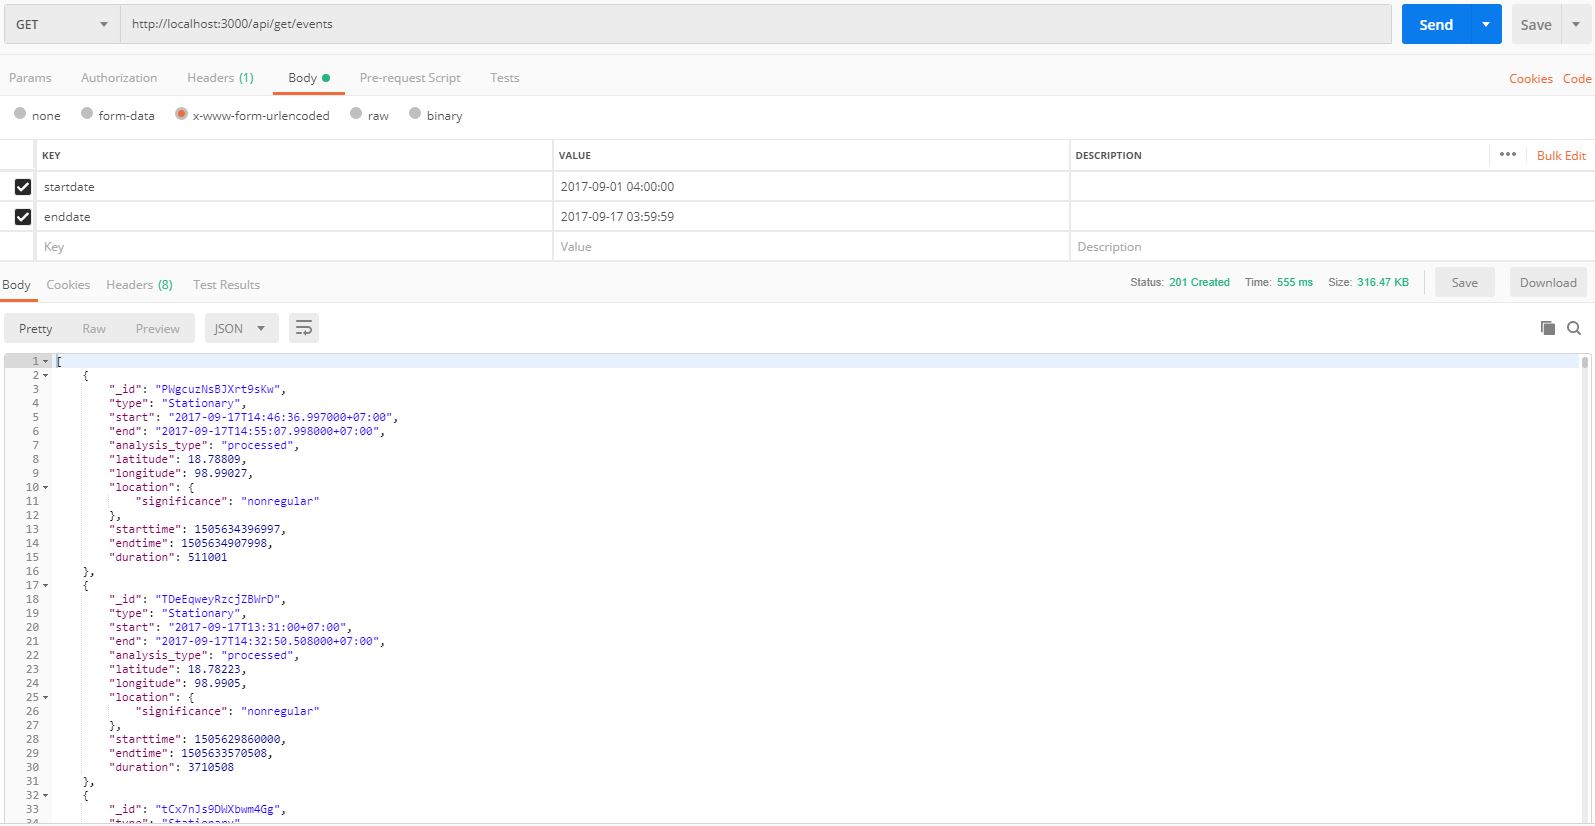 GET http://localhost:3000/api/get/events Send Save
Params Authorization Headers (1) Body Pre-request Script Tests Cookies Code
none form-data x-www-form-urlencoded raw binary
KEY VALUE DESCRIPTION ••• Bulk Edit
startdate 2017-09-01 04:00:00
enddate 2017-09-17 03:59:59
Key Value Description
Body Cookies Headers (8) Test Results Status: 201 Created Time: 555 ms Size: 316.47 KB Save Download
Pretty Raw Preview JSON
1 [
2 {
3 "_id": "PWgcuzNsBJXrt9sKw",
4 "type": "Stationary",
5 "start": "2017-09-17T14:46:36.997000+07:00",
6 "end": "2017-09-17T14:55:07.998000+07:00",
7 "analysis_type": "processed",
8 "latitude": 18.78809,
9 "longitude": 98.99027,
10 "location": {
11 "significance": "nonregular"
12 },
13 "starttime": 1505634396997,
14 "endtime": 1505634907998,
15 "duration": 511001
16 },
17 {
18 "_id": "TDeEqweyRzcjZBWrD",
19 "type": "Stationary",
20 "start": "2017-09-17T13:31:00+07:00",
21 "end": "2017-09-17T14:32:50.508000+07:00",
22 "analysis_type": "processed",
23 "latitude": 18.78223,
24 "longitude": 98.9905,
25 "location": {
26 "significance": "nonregular"
27 },
28 "starttime": 1505629860000,
29 "endtime": 1505633570508,
30 "duration": 3710508
31 },
32 {
33 "_id": "tCx7nJs9DWXbwm4Gg",
34 "type": "Stationary"